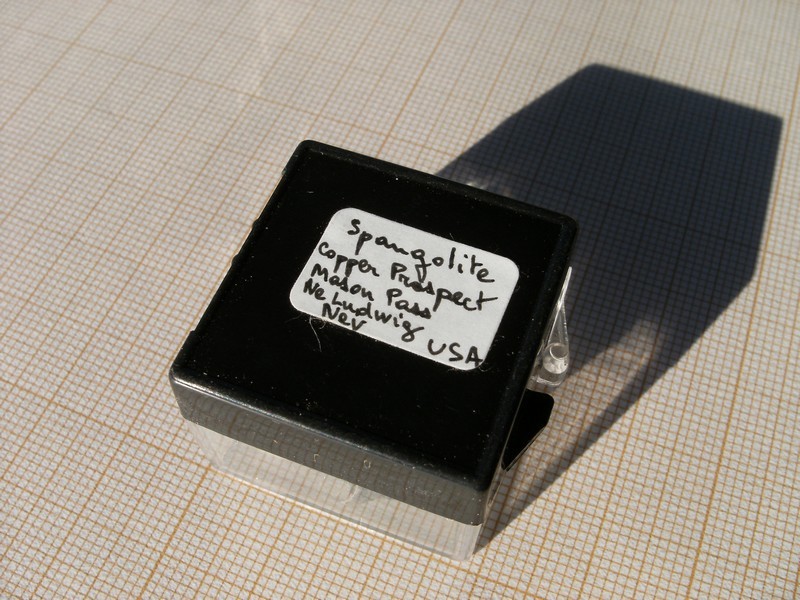 Spangolite
Copper Prospect
Mason Pass
Ne Ludwig
Nev USA